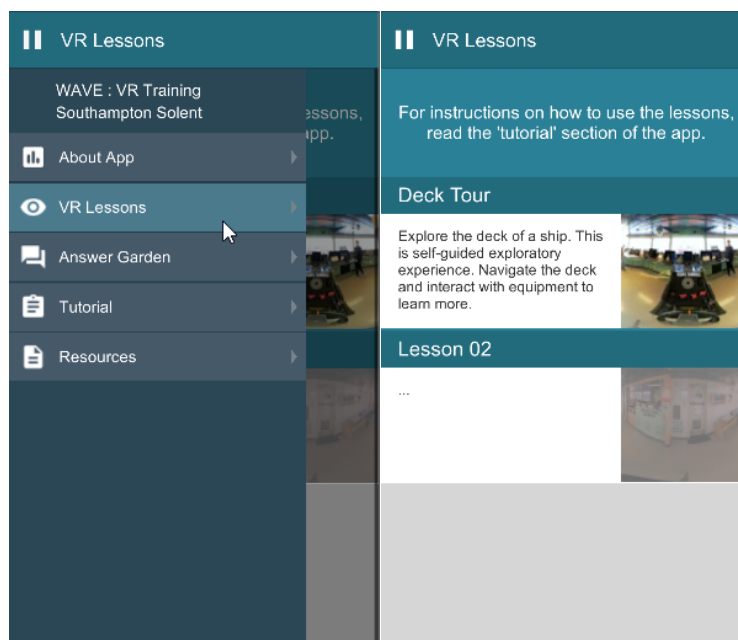 VR Lessons
WAVE : VR Training
Southampton Solent
About App
VR Lessons
Answer Garden
Tutorial
Resources
essons,
app.
VR Lessons
For instructions on how to use the lessons,
read the 'tutorial' section of the app.
Deck Tour
Explore the deck of a ship. This
is self-guided exploratory
experience. Navigate the deck
and interact with equipment to
learn more.
Lesson 02
...